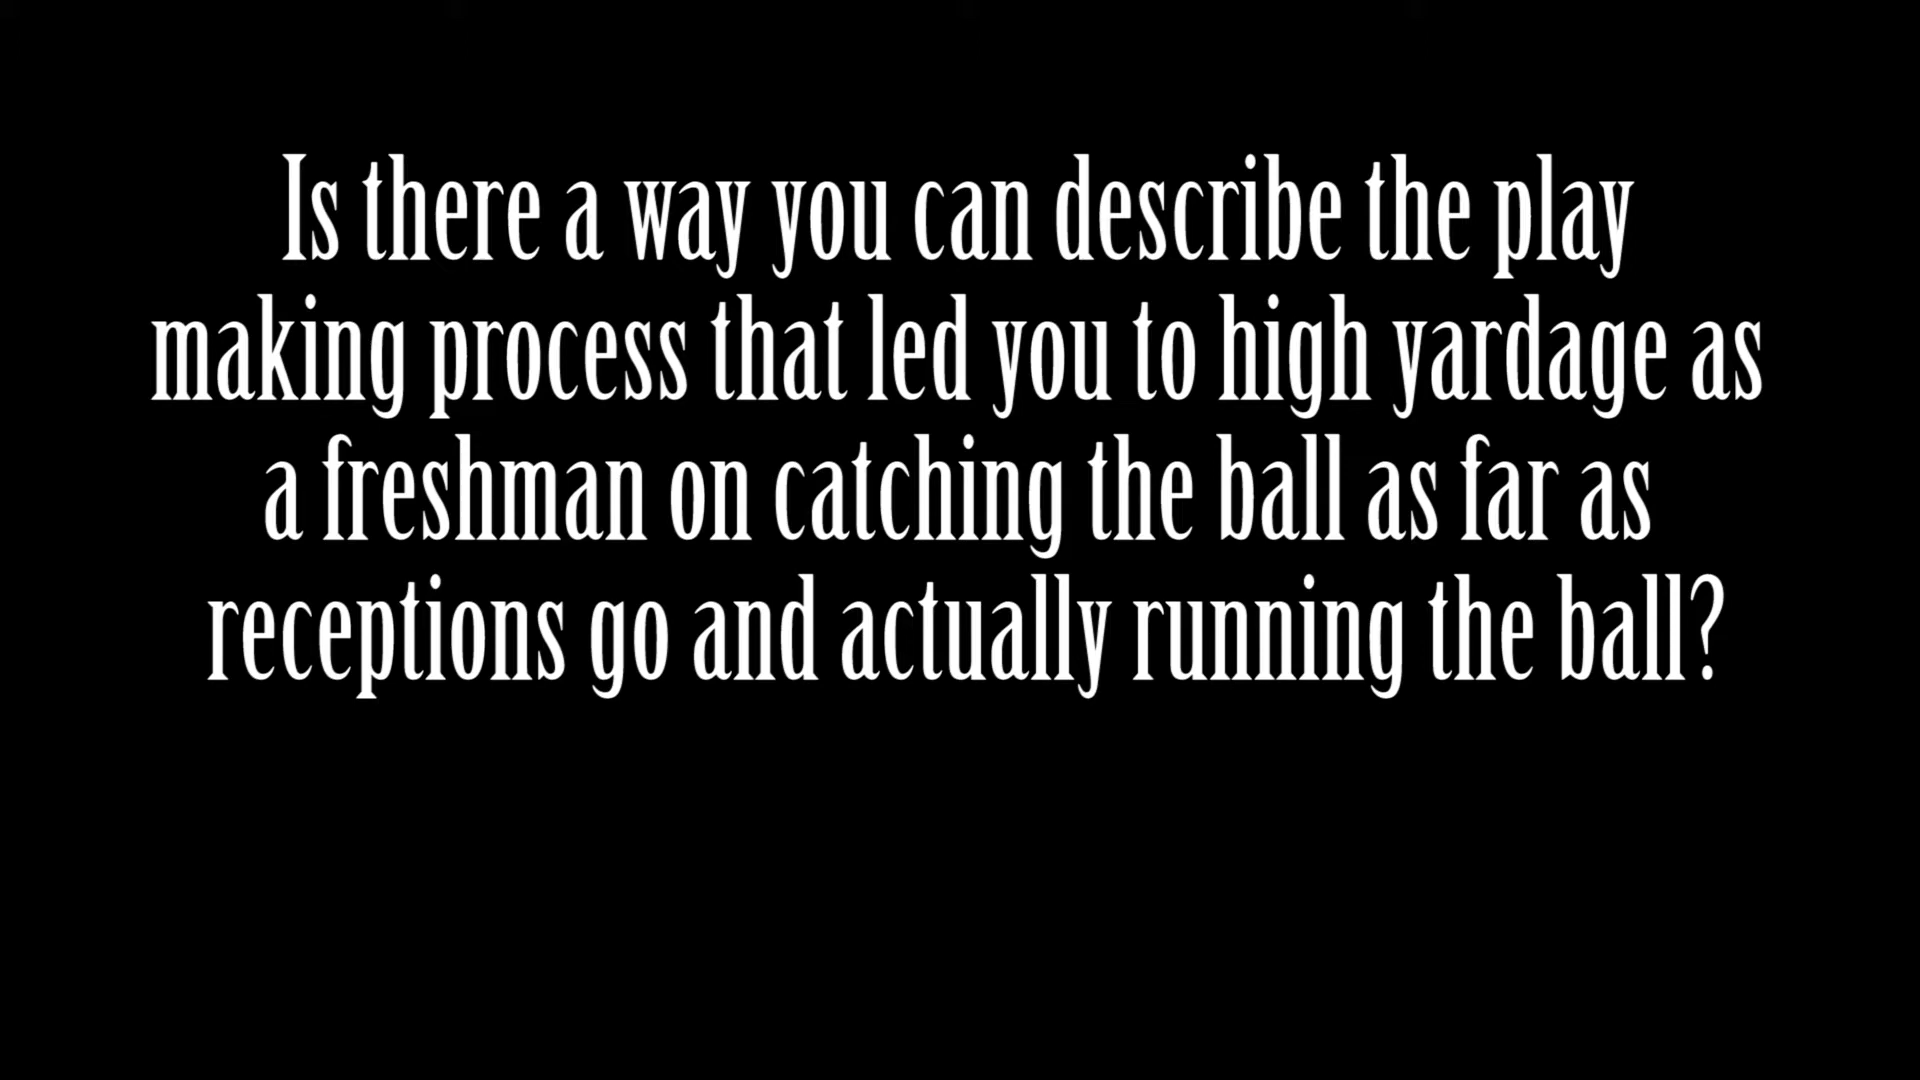 Is there a way you can describe the play
making process that led you to high yardage as
a freshman on catching the ball as far as
receptions go and actually running the ball?